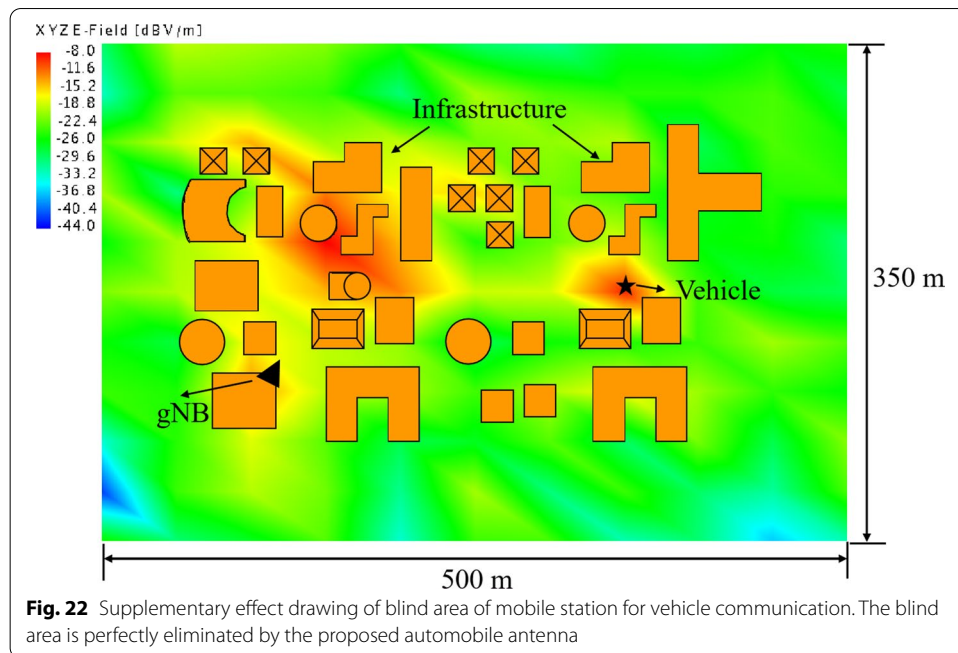 XYZE-Field [dBV/m]
-8.0
-11.6
-15.2
-18.8
-22.4
-26.0
-29.6
-33.2
-36.8
-40.4
-44.0
Infrastructure
Vehicle
gNB
350 m
500 m
Fig. 22 Supplementary effect drawing of blind area of mobile station for vehicle communication. The blind
area is perfectly eliminated by the proposed automobile antenna